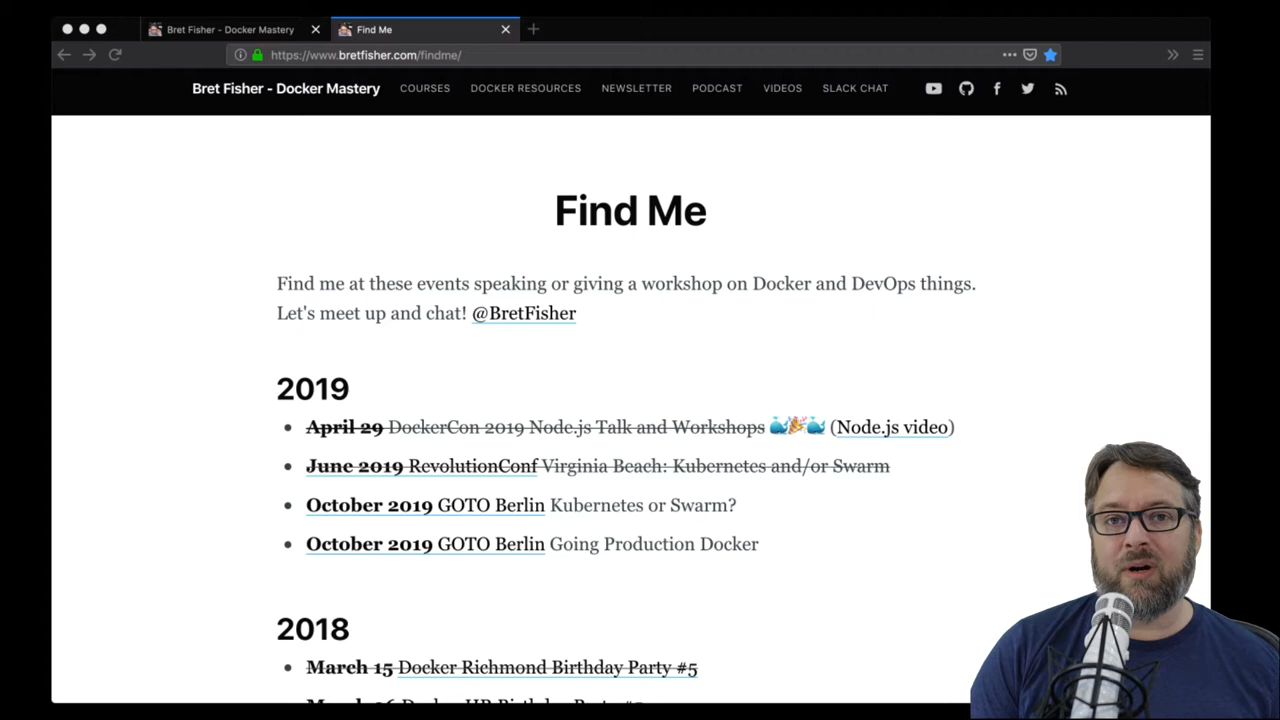 Bret Fisher - Docker Mastery
Find Me
https://www.bretfisher.com/findme/
Bret Fisher - Docker Mastery COURSES DOCKER RESOURCES NEWSLETTER PODCAST VIDEOS SLACK CHAT
Find Me
Find me at these events speaking or giving a workshop on Docker and DevOps things.
Let's meet up and chat! @BretFisher
2019
April 29 DockerCon 2019 Node.js Talk and Workshops 🐳🎉🐳 (Node.js video)
June 2019 RevolutionConf Virginia Beach: Kubernetes and/or Swarm
October 2019 GOTO Berlin Kubernetes or Swarm?
October 2019 GOTO Berlin Going Production Docker
2018
March 15 Docker Richmond Birthday Party #5